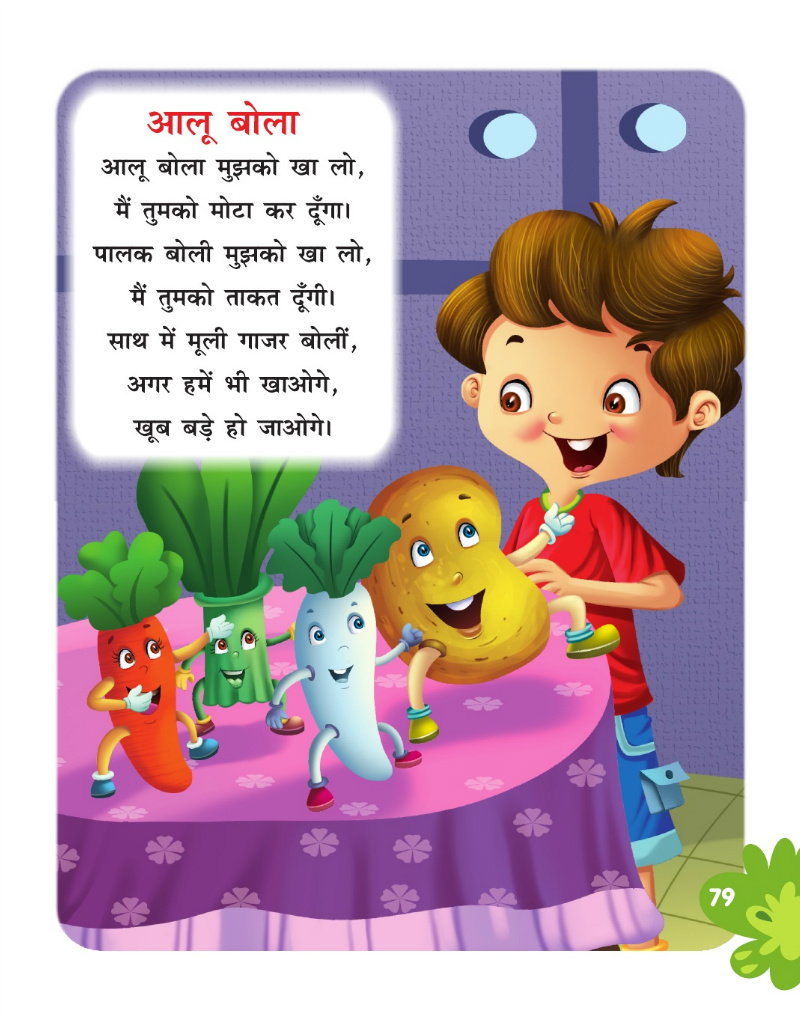 आलू बोला
आलू बोला मुझको खा लो,
मैं तुमको मोटा कर दूँगा।
पालक बोली मुझको खा लो,
मैं तुमको ताकत दूँगी।
साथ में मूली गाजर बोलीं,
अगर हमें भी खाओगे,
खूब बड़े हो जाओगे।
79